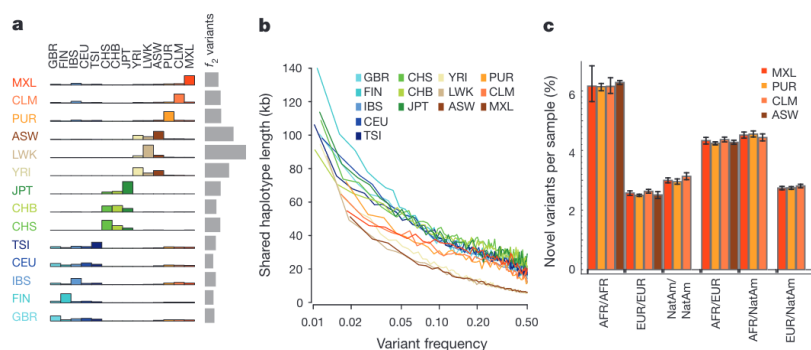 a
GBR FIN IBS CEU TSI CHS CHB JPT YRI LWK ASW PUR CLM MXL
f2 variants
MXL
CLM
PUR
ASW
LWK
YRI
JPT
CHB
CHS
TSI
CEU
IBS
FIN
GBR
b
Shared haplotype length (kb)
140
120
100
80
60
40
20
0
GBR CHS YRI PUR
FIN CHB LWK CLM
IBS JPT ASW MXL
CEU
TSI
0.01 0.02 0.05 0.10 0.20 0.50
Variant frequency
c
Novel variants per sample (%)
6
4
2
0
MXL
PUR
CLM
ASW
AFR/AFR
EUR/EUR
NatAm/
NatAm
AFR/EUR
AFR/NatAm
EUR/NatAm